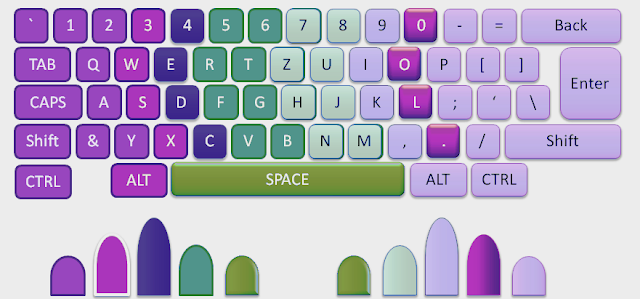 ` 1 2 3 4 5 6 7 8 9 0 - = Back
TAB Q W E R T Z U I O P [ ] Enter
CAPS A S D F G H J K L ; ‘ \
Shift & Y X C V B N M , . / Shift
CTRL ALT SPACE ALT CTRL